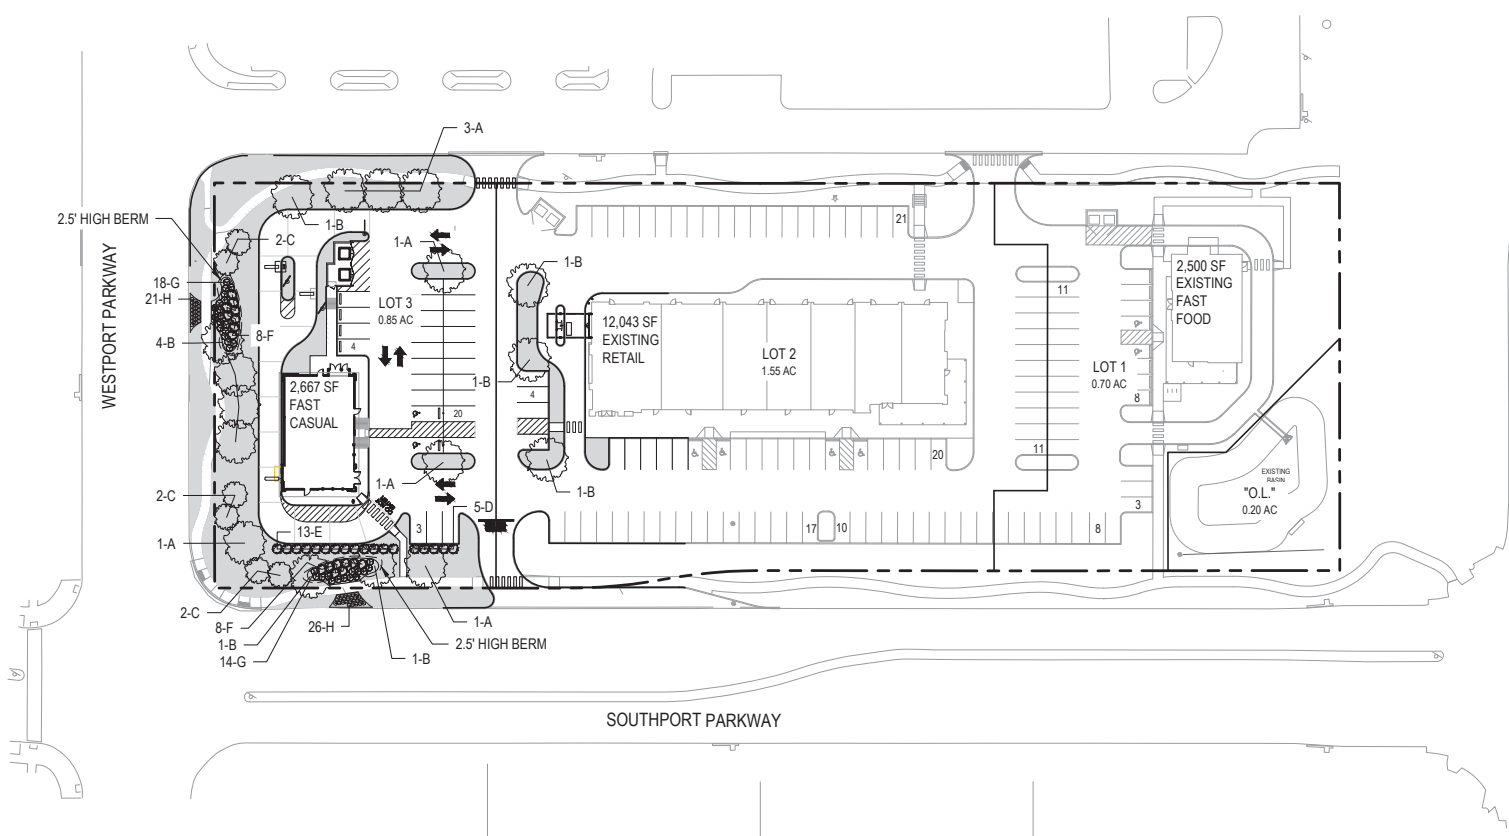 3-A
2.5' HIGH BERM
1-B
2-C
1-A
21
1-B
18-G
21-H
WESTPORT PARKWAY
LOT 3
0.85 AC
4
8-F
4-B
12,043 SF
EXISTING
RETAIL
LOT 2
1.55 AC
11
2,500 SF
EXISTING
FAST
FOOD
LOT 1
0.70 AC
8
1-B
4
2,667 SF
FAST
CASUAL
20
20
11
1-A
1-B
2-C
EXISTING
BASIN
"O.L."
0.20 AC
5-D
3
13-E
3
17
10
8
1-A
2-C
8-F
1-B
14-G
26-H
1-A
2.5' HIGH BERM
1-B
SOUTHPORT PARKWAY